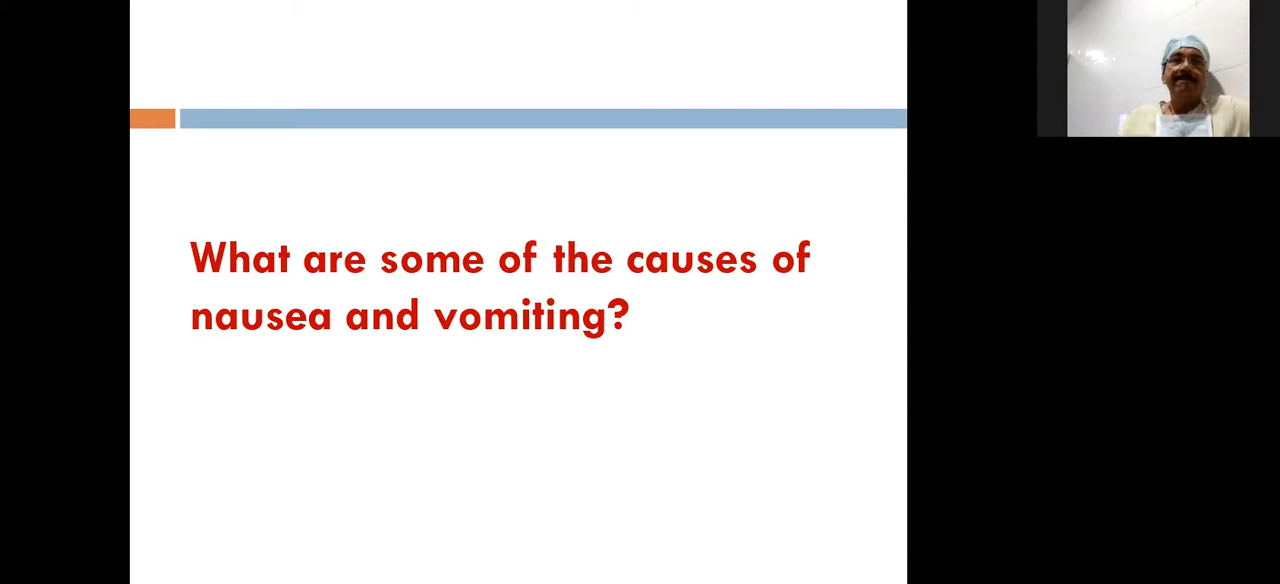 What are some of the causes of
nausea and vomiting?